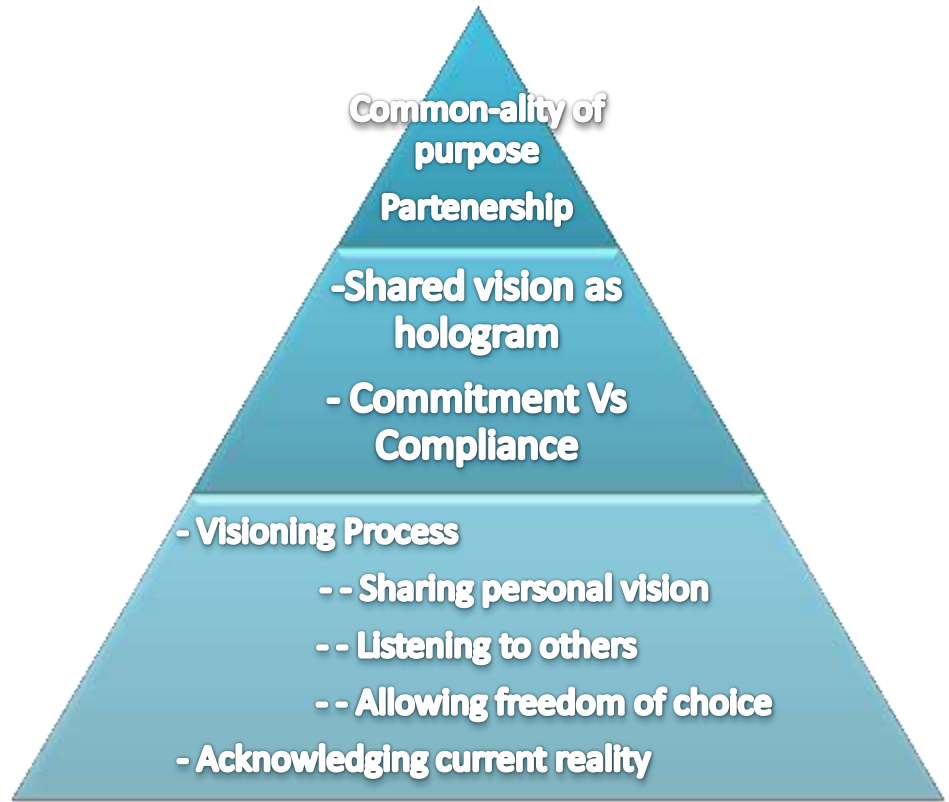 Common-ality of
purpose
Partenership
-Shared vision as
hologram
- Commitment Vs
Compliance
- Visioning Process
- - Sharing personal vision
- - Listening to others
- - Allowing freedom of choice
- Acknowledging current reality